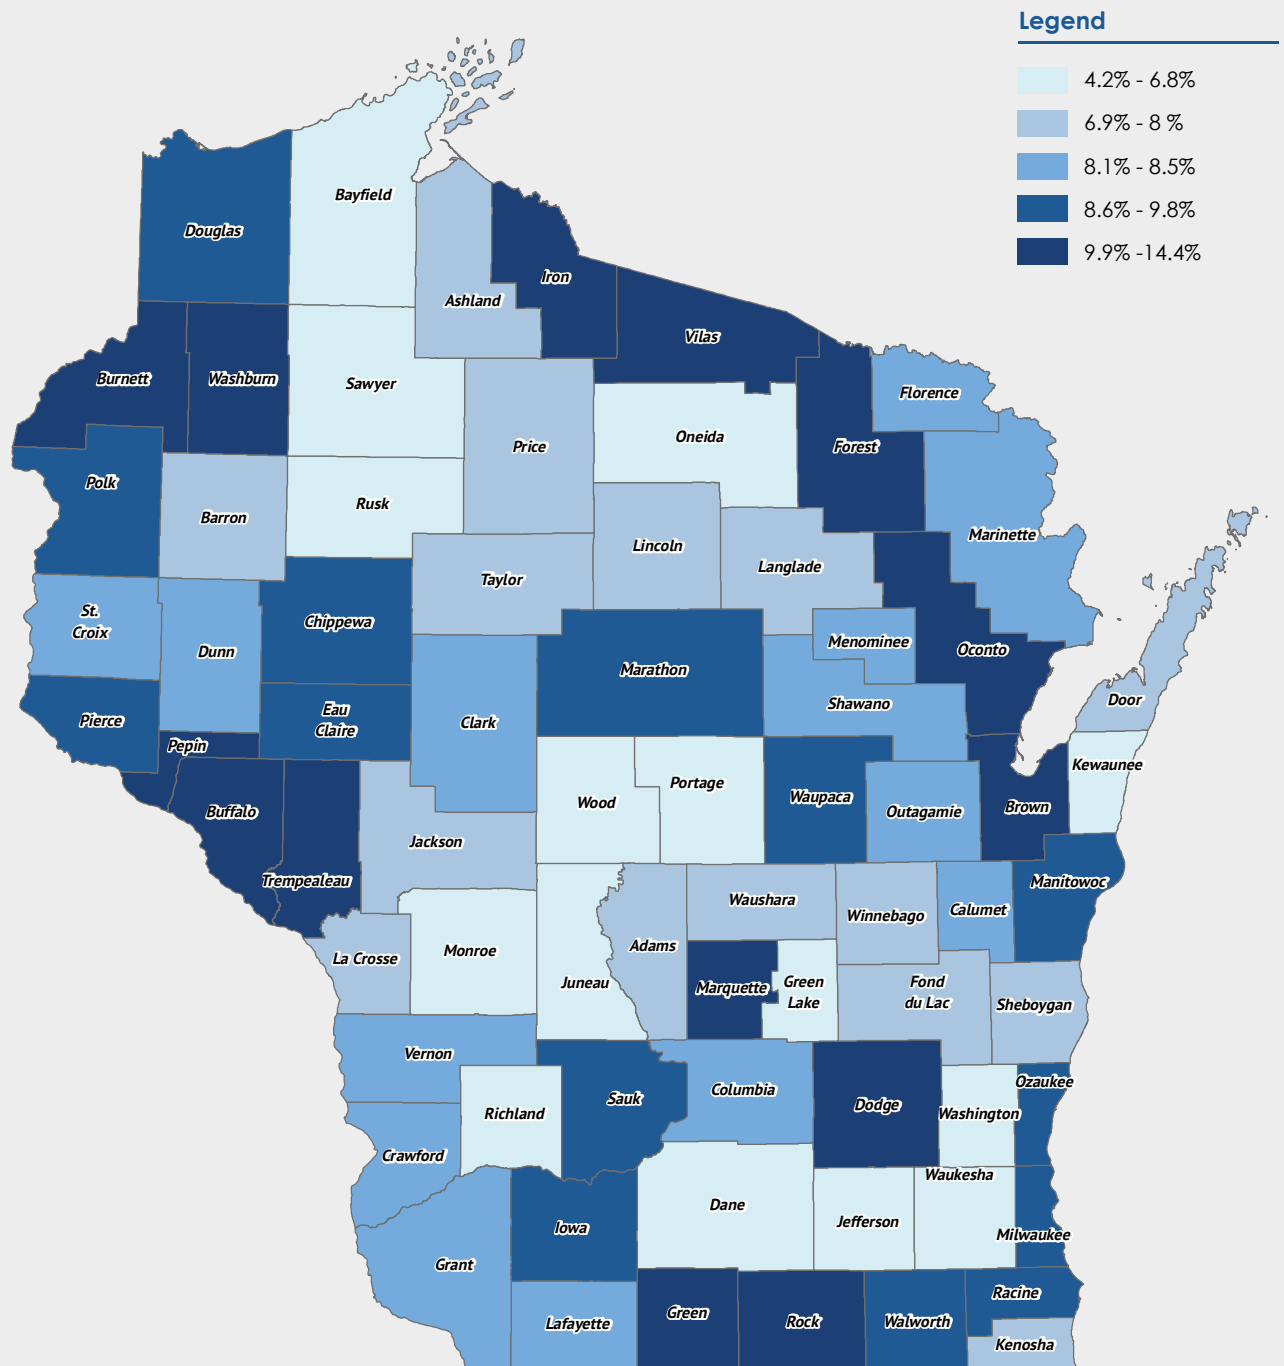 Legend
4.2% - 6.8%
6.9% - 8 %
8.1% - 8.5%
8.6% - 9.8%
9.9% -14.4%
Bayfield
Douglas
Iron
Ashland
Vilas
Burnett
Washburn
Sawyer
Florence
Oneida
Price
Forest
Polk
Rusk
Barron
Marinette
Lincoln
Langlade
Taylor
St.
Croix
Chippewa
Menominee
Dunn
Oconto
Marathon
Door
Shawano
Eau
Claire
Pierce
Clark
Pepin
Kewaunee
Portage
Waupaca
Wood
Brown
Buffalo
Outagamie
Jackson
Trempealeau
Manitowoc
Waushara
Calumet
Winnebago
Adams
Monroe
La Crosse
Juneau
Marquette
Green
Lake
Fond
du Lac
Sheboygan
Vernon
Ozaukee
Columbia
Sauk
Dodge
Richland
Washington
Crawford
Waukesha
Dane
Jefferson
Iowa
Milwaukee
Grant
Racine
Green
Rock
Walworth
Lafayette
Kenosha